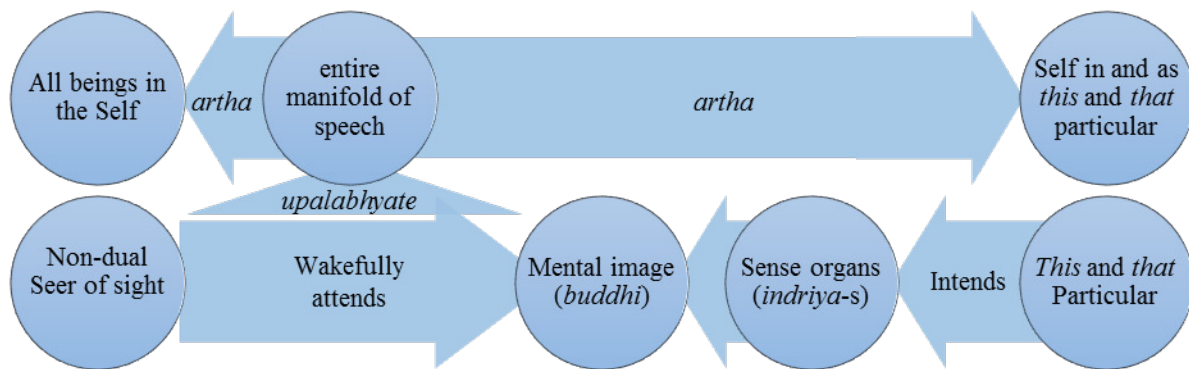 All beings in
the Self
artha
entire
manifold of
speech
artha
Self in and as
this and that
particular
upalabhyate
Non-dual
Seer of sight
Wakefully
attends
Mental image
(buddhi)
Sense organs
(indriya-s)
Intends
This and that
Particular